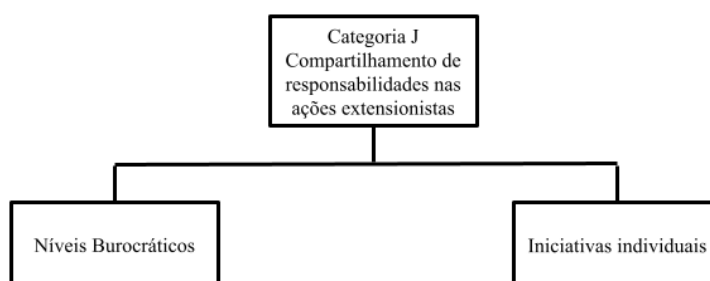 Categoria J
Compartilhamento de
responsabilidades nas
ações extensionistas
Níveis Burocráticos
Iniciativas individuais